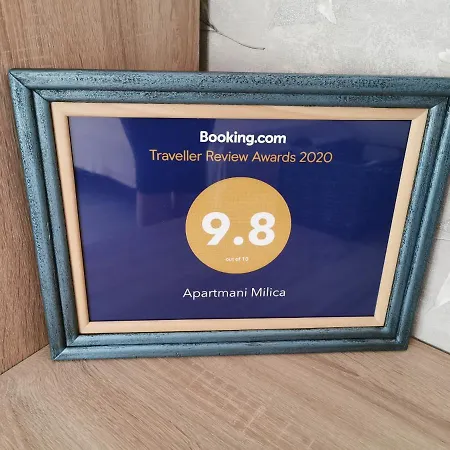 Booking.com
Traveller Review Awards 2020
9.8
out of 10
Apartmani Milica